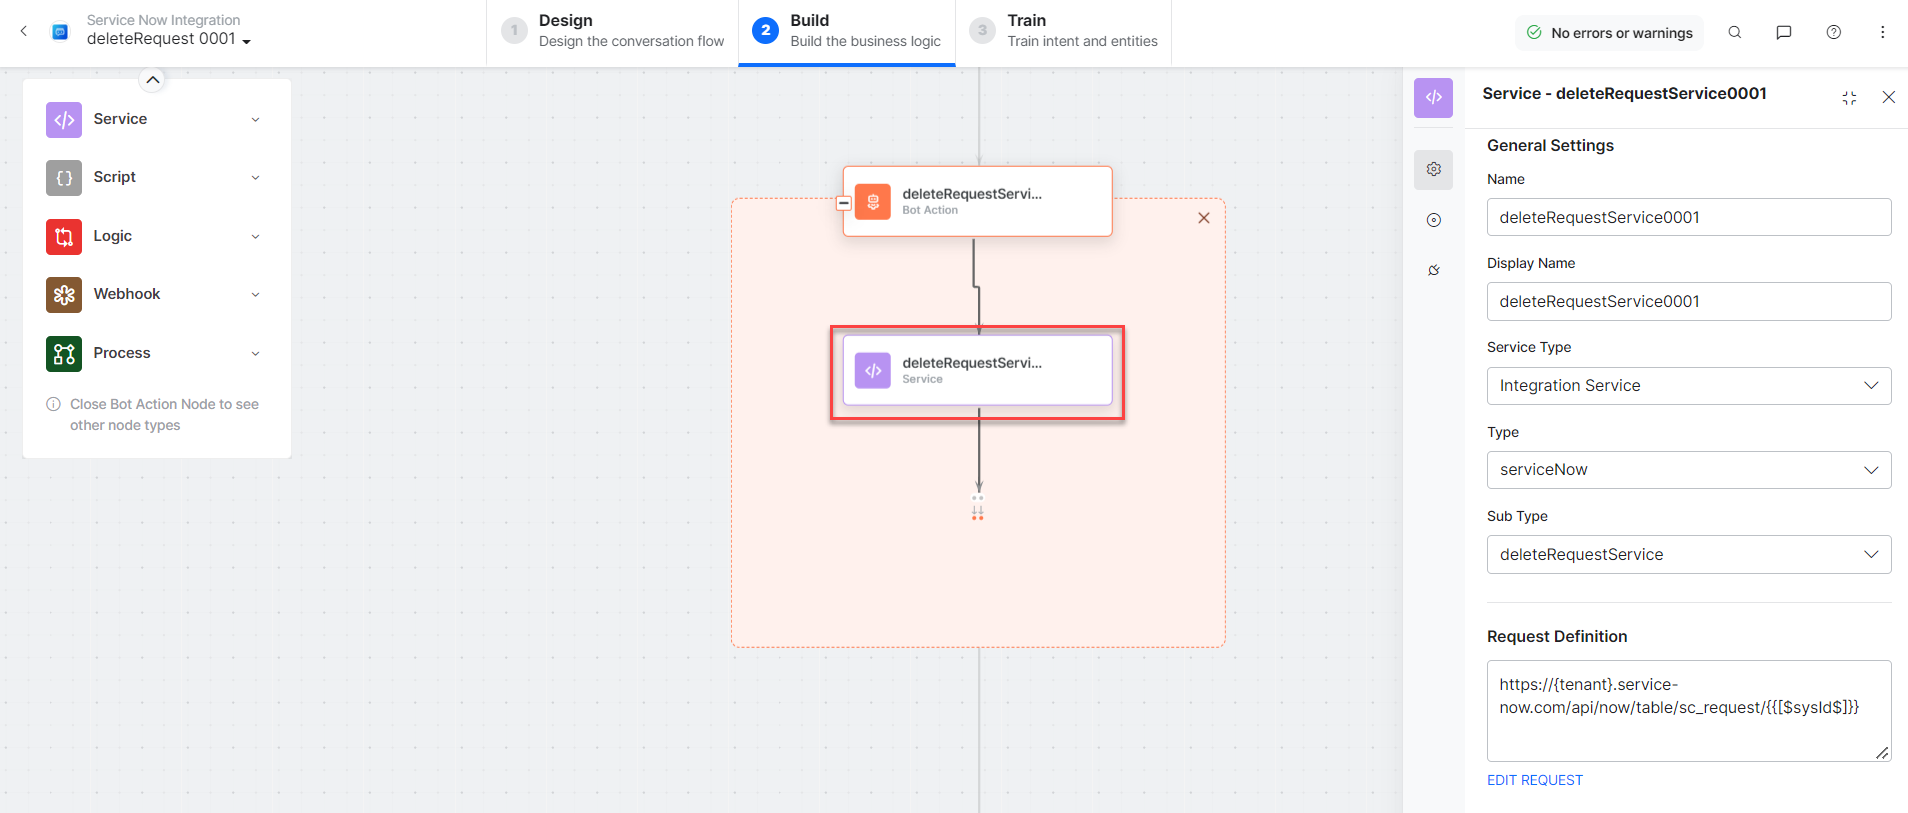 Service Now Integration
deleteRequest 0001
1
Design
Design the conversation flow
2
Build
Build the business logic
3
Train
Train intent and entities
No errors or warnings
Service
Script
Logic
Webhook
Process
Close Bot Action Node to see
other node types
deleteRequestServi...
Bot Action
deleteRequestServi...
Service
Service - deleteRequestService0001
General Settings
Name
deleteRequestService0001
Display Name
deleteRequestService0001
Service Type
Integration Service
Type
serviceNow
Sub Type
deleteRequestService
Request Definition
https://{tenant}.service-
now.com/api/now/table/sc_request/{{[$sysId$]}}
EDIT REQUEST